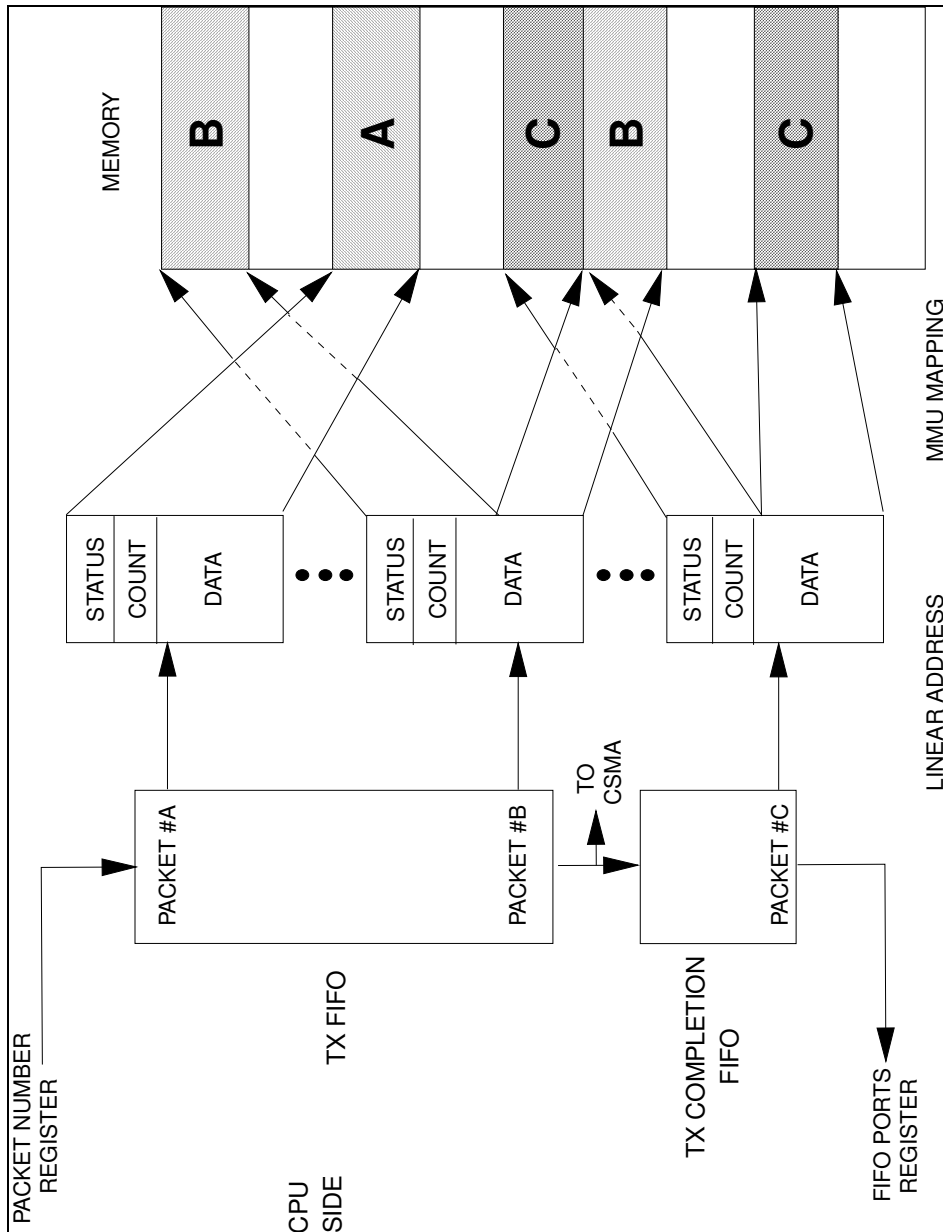 PACKET NUMBER
REGISTER
CPU
SIDE
TX FIFO
PACKET #A
PACKET #B
TO
CSMA
TX COMPLETION
FIFO
PACKET #C
FIFO PORTS
REGISTER
STATUS
COUNT
DATA
STATUS
COUNT
DATA
STATUS
COUNT
DATA
LINEAR ADDRESS
MMU MAPPING
MEMORY
B
A
C
B
C